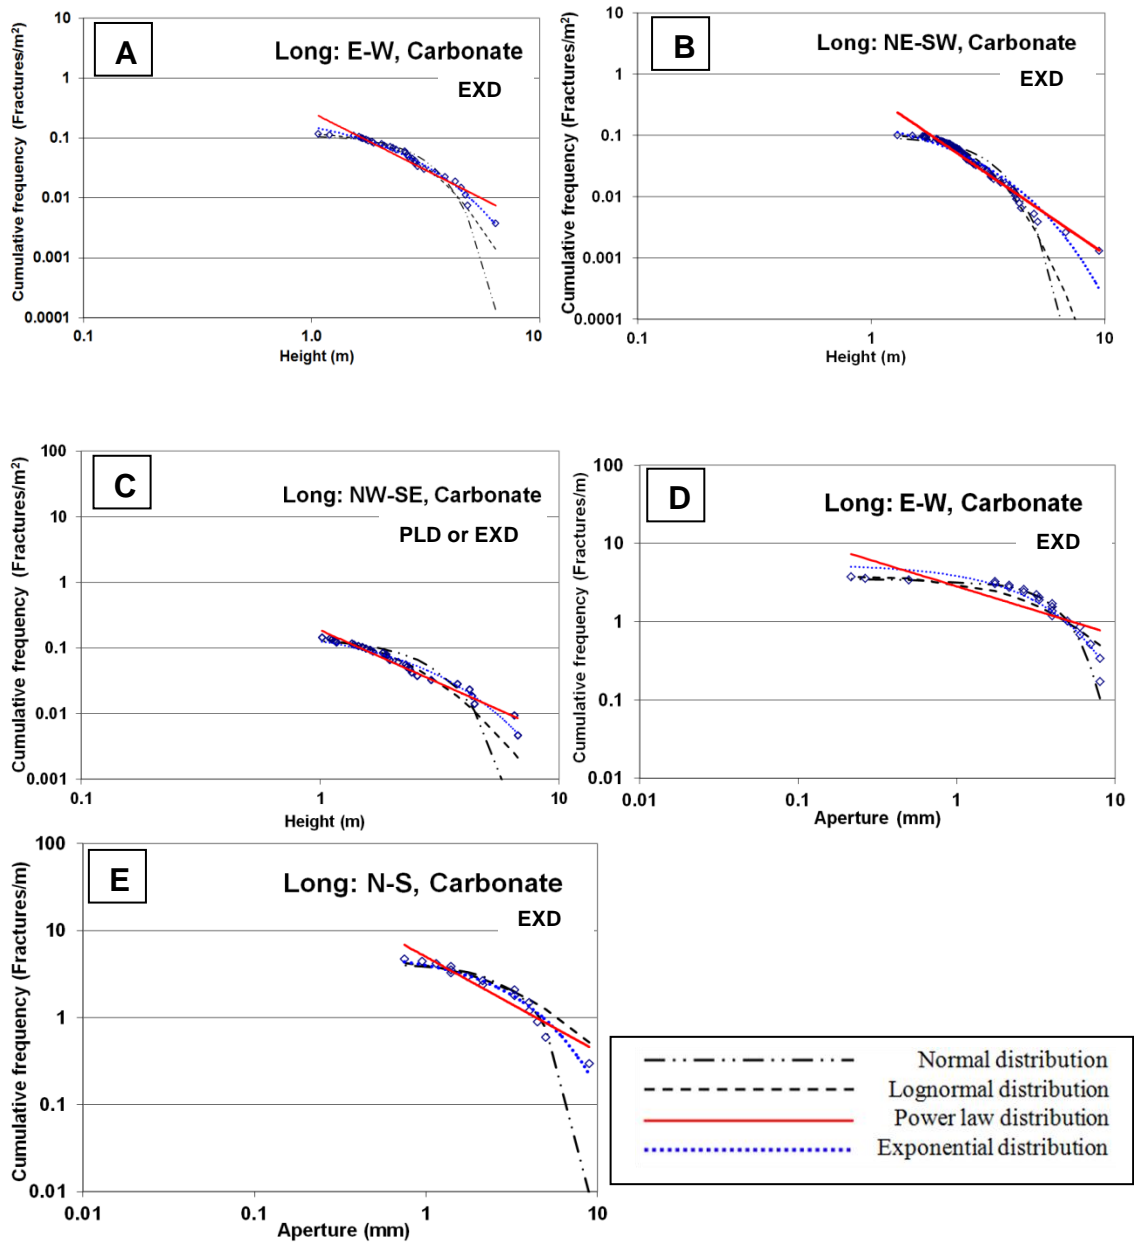 A
Long: E-W, Carbonate
EXD
Cumulative frequency (Fractures/m²)
10
1
0.1
0.01
0.001
0.0001
0.1
1.0
10
Height (m)
B
Long: NE-SW, Carbonate
EXD
Cumulative frequency (Fractures/m²)
10
1
0.1
0.01
0.001
0.0001
0.1
1
10
Height (m)
C
Long: NW-SE, Carbonate
PLD or EXD
Cumulative frequency (Fractures/m²)
100
10
1
0.1
0.01
0.001
0.1
1
10
Height (m)
D
Long: E-W, Carbonate
EXD
Cumulative frequency (Fractures/m)
100
10
1
0.1
0.01
0.01
0.1
1
10
Aperture (mm)
E
Long: N-S, Carbonate
EXD
Cumulative frequency (Fractures/m)
100
10
1
0.1
0.01
0.01
0.1
1
10
Aperture (mm)
Normal distribution
Lognormal distribution
Power law distribution
Exponential distribution